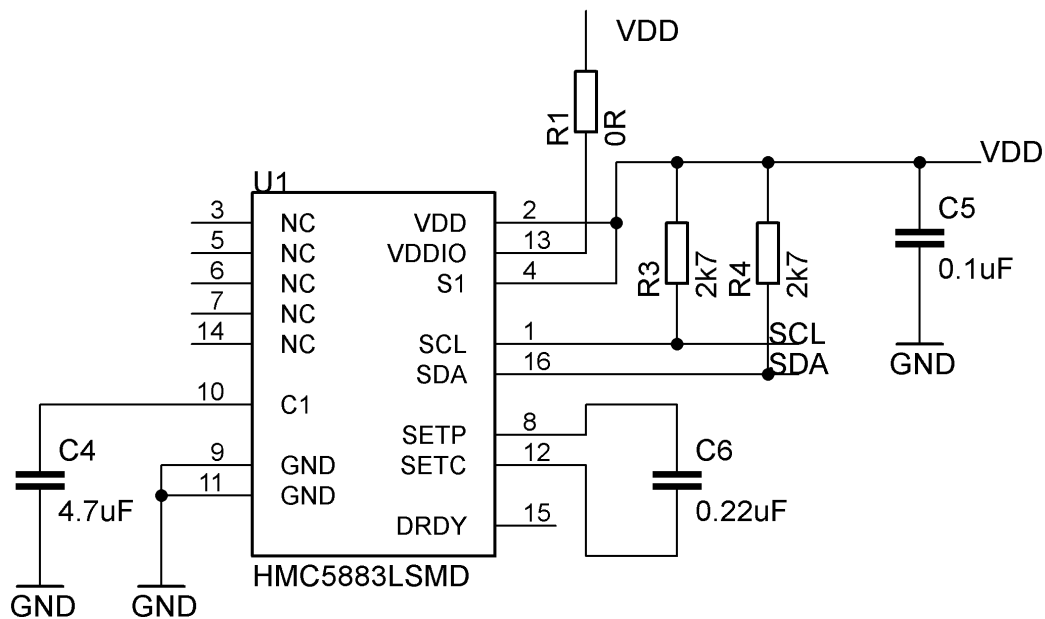 VDD
R1
0R
VDD
U1
3 NC VDD 2
5 NC VDDIO 13
6 NC S1 4
7 NC
14 NC
R3
2k7
R4
2k7
C5
0.1uF
SCL 1 SCL
SDA 16 SDA
GND
10 C1
SETP 8
C4
4.7uF
9 GND SETC 12
11 GND
C6
0.22uF
DRDY 15
HMC5883LSMD
GND
GND